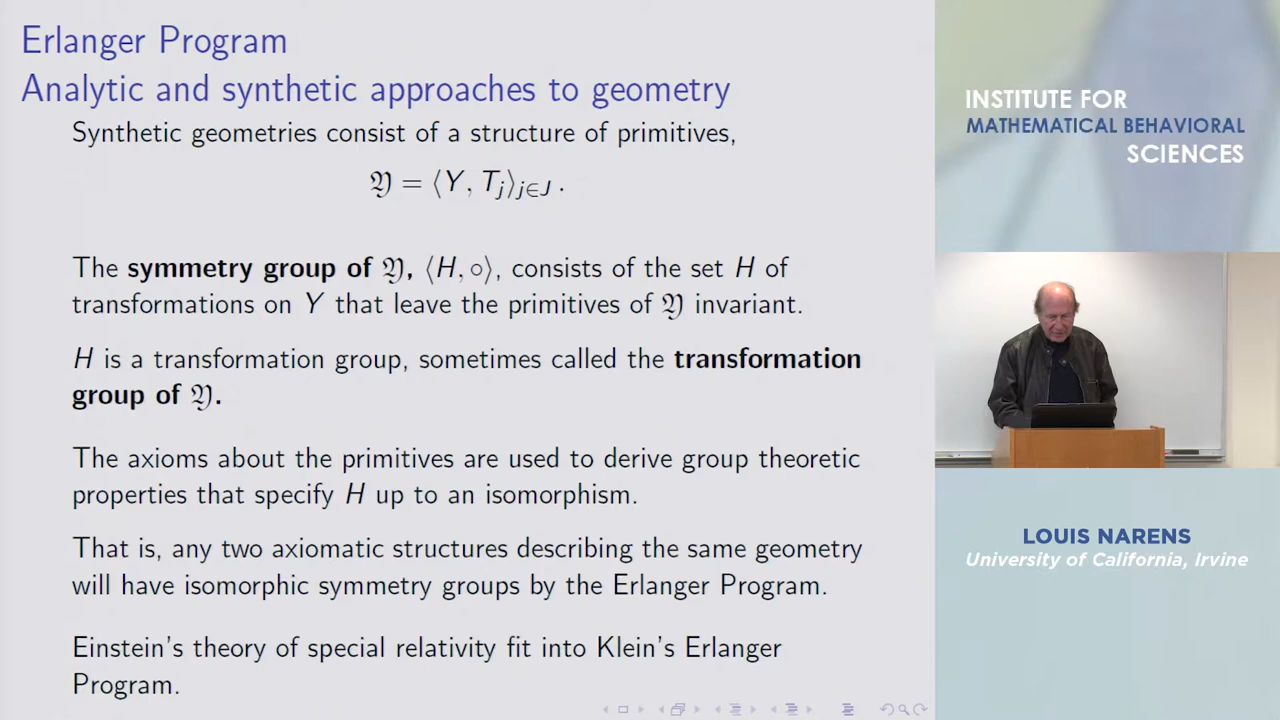 Erlanger Program
Analytic and synthetic approaches to geometry
Synthetic geometries consist of a structure of primitives,
𝔜 = ⟨Y, T_j⟩_{j∈J} .
The symmetry group of 𝔜, ⟨H, ∘⟩, consists of the set H of
transformations on Y that leave the primitives of 𝔜 invariant.
H is a transformation group, sometimes called the transformation
group of 𝔜.
The axioms about the primitives are used to derive group theoretic
properties that specify H up to an isomorphism.
That is, any two axiomatic structures describing the same geometry
will have isomorphic symmetry groups by the Erlanger Program.
Einstein's theory of special relativity fit into Klein's Erlanger
Program.
INSTITUTE FOR
MATHEMATICAL BEHAVIORAL
SCIENCES
LOUIS NARENS
University of California, Irvine